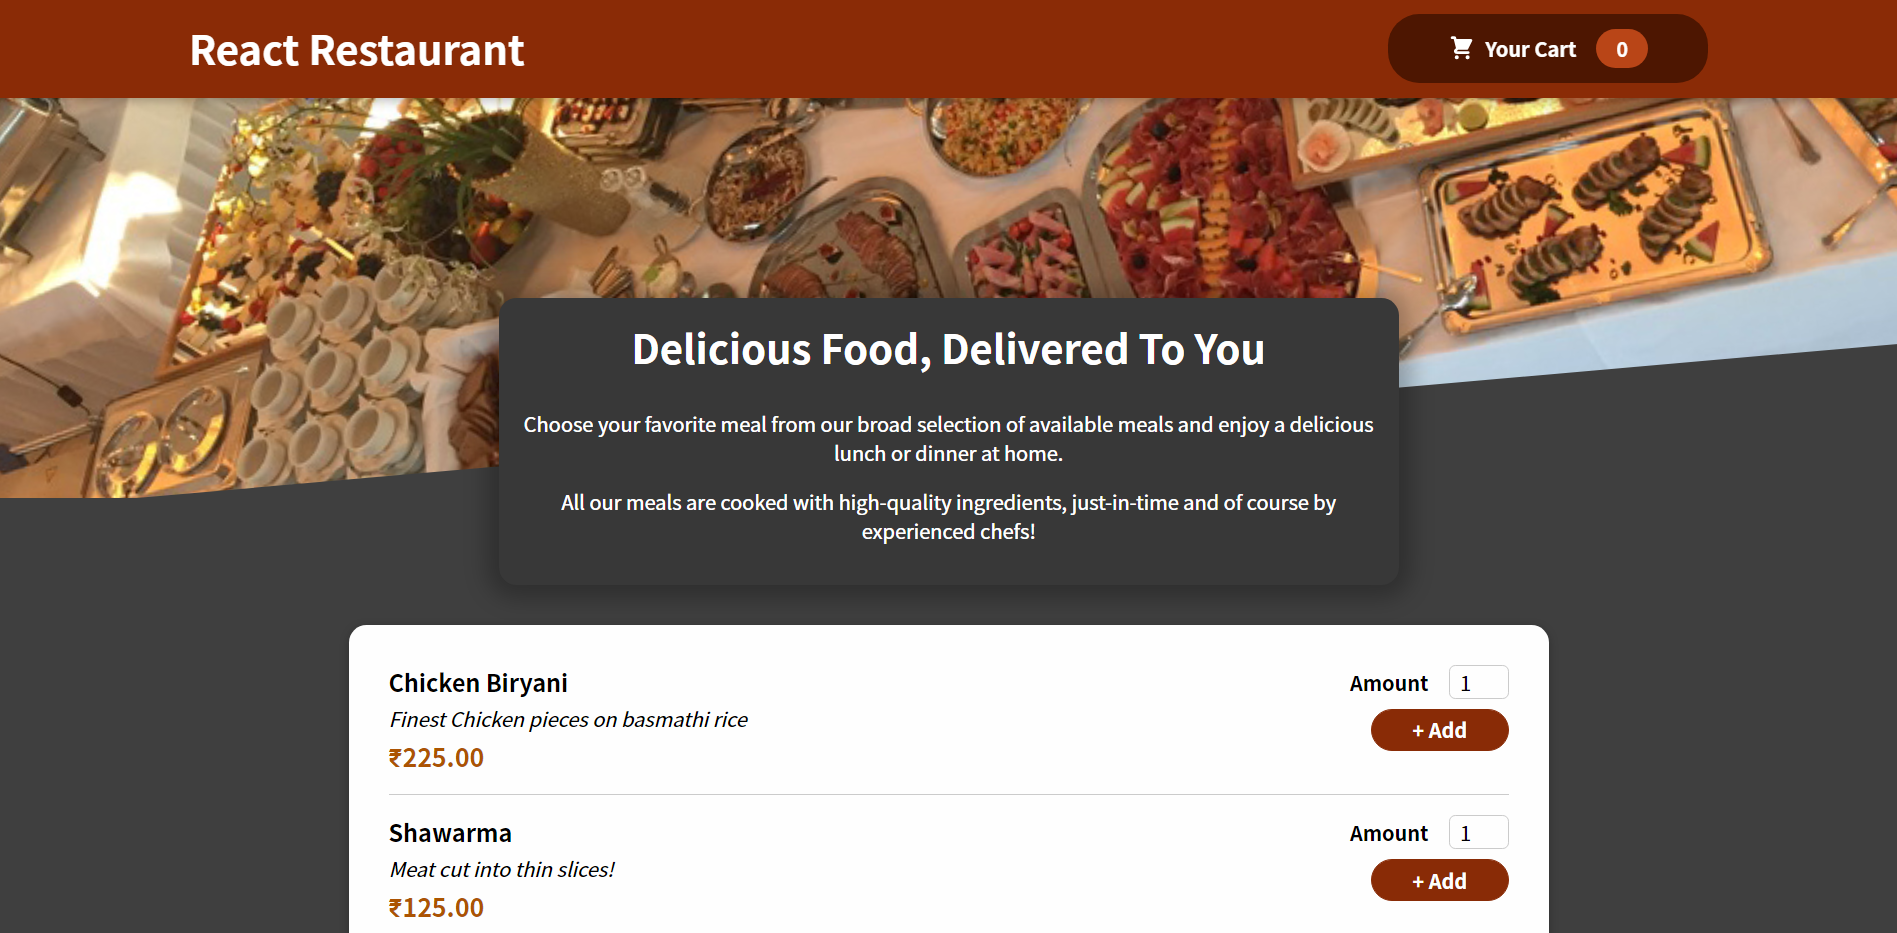 React Restaurant
Your Cart 0
Delicious Food, Delivered To You
Choose your favorite meal from our broad selection of available meals and enjoy a delicious
lunch or dinner at home.
All our meals are cooked with high-quality ingredients, just-in-time and of course by
experienced chefs!
Chicken Biryani
Amount 1
Finest Chicken pieces on basmathi rice
+ Add
₹225.00
Shawarma
Amount 1
Meat cut into thin slices!
+ Add
₹125.00